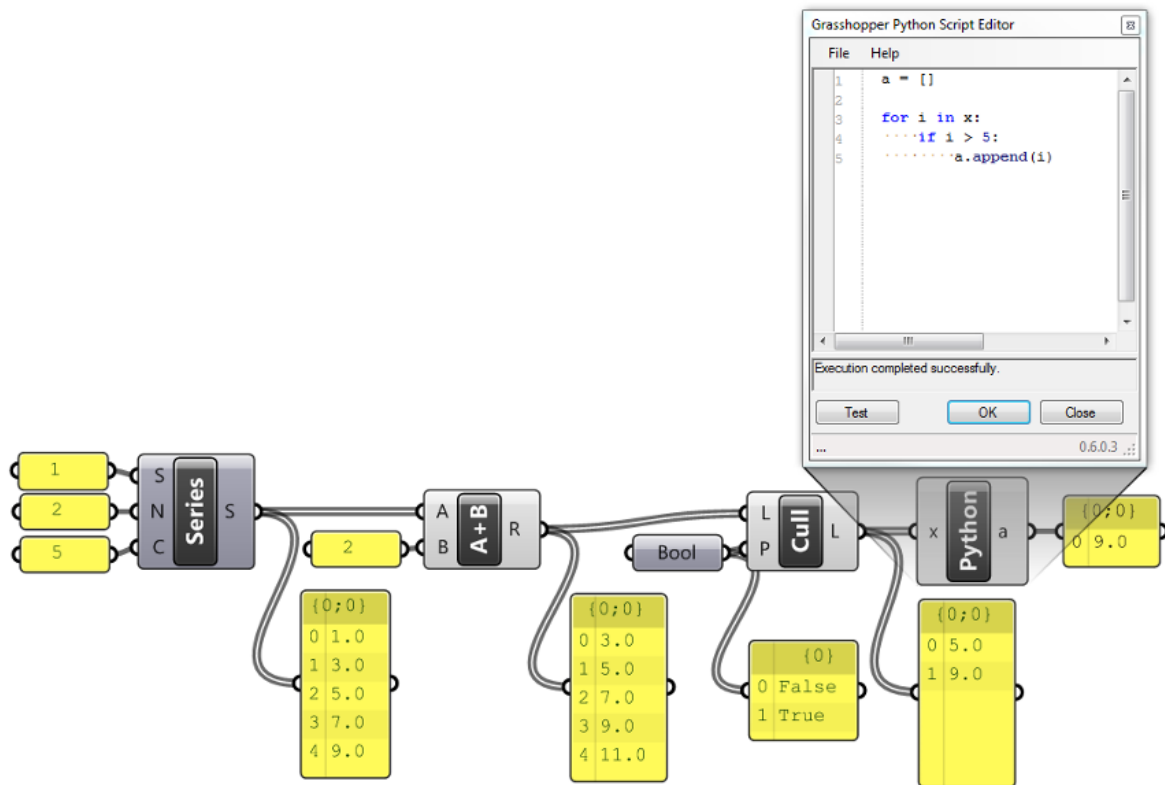 Grasshopper Python Script Editor
File Help
1 a = []
2
3 for i in x:
4 ····if i > 5:
5 ········a.append(i)
Execution completed successfully.
Test OK Close
... 0.6.0.3
1
2
5
S
N
C
Series
S
2
A
B
A+B
R
Bool
L
P
Cull
L
x
Python
a
{0;0}
0 9.0
{0;0}
0 1.0
1 3.0
2 5.0
3 7.0
4 9.0
{0;0}
0 3.0
1 5.0
2 7.0
3 9.0
4 11.0
{0}
0 False
1 True
{0;0}
0 5.0
1 9.0